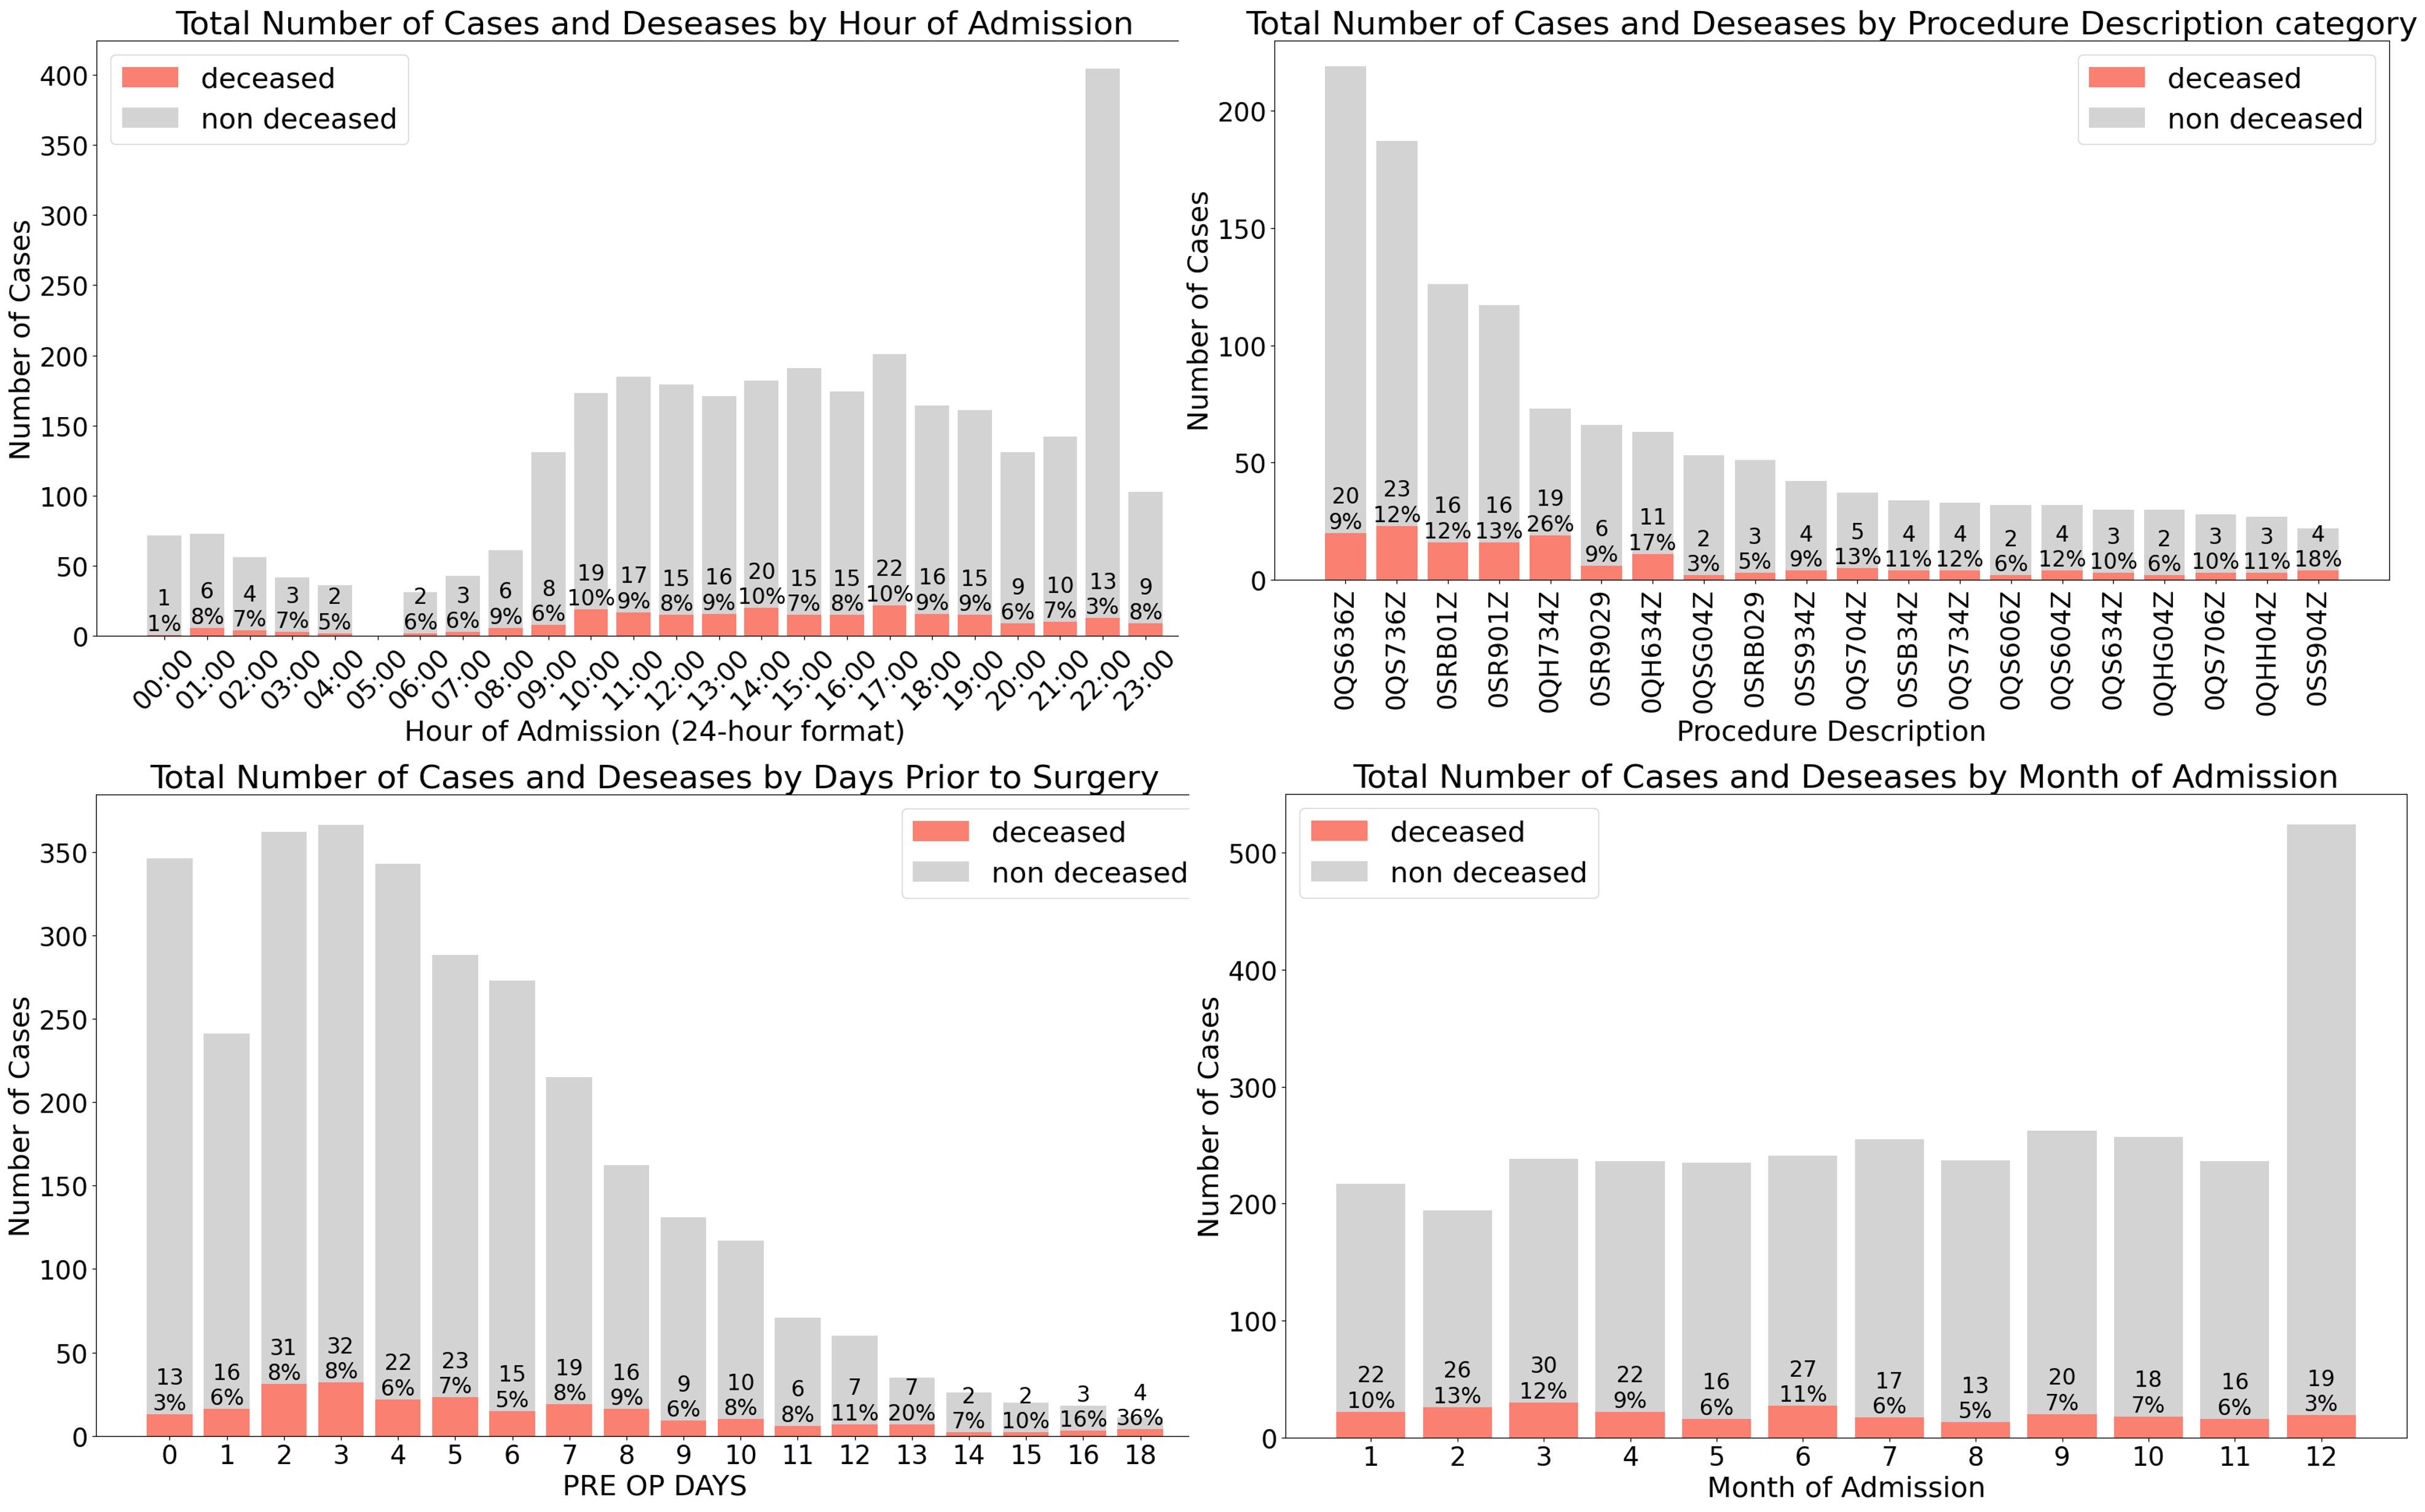 Total Number of Cases and Deseases by Hour of Admission
deceased
non deceased
Number of Cases
400
350
300
250
200
150
100
50
0
1 6 4 3 2 2 3 6 8 19 17 15 16 20 15 15 22 16 15 9 10 13 9
1% 8% 7% 7% 5% 6% 6% 9% 6% 10% 9% 8% 9% 10% 7% 8% 10% 9% 9% 6% 7% 3% 8%
00:00 01:00 02:00 03:00 04:00 05:00 06:00 07:00 08:00 09:00 10:00 11:00 12:00 13:00 14:00 15:00 16:00 17:00 18:00 19:00 20:00 21:00 22:00 23:00
Hour of Admission (24-hour format)
Total Number of Cases and Deseases by Procedure Description category
deceased
non deceased
Number of Cases
200
150
100
50
0
20 23 16 16 19 6 11 2 3 4 5 4 4 2 4 3 2 3 3 4
9% 12% 12% 13% 26% 9% 17% 3% 5% 9% 13% 11% 12% 6% 12% 10% 6% 10% 11% 18%
0QS636Z 0QS736Z 0SRB01Z 0SR901Z 0QH734Z 0SR9029 0QH634Z 0QSG04Z 0SRB029 0SS934Z 0QS704Z 0SSB34Z 0QS734Z 0QS606Z 0QS604Z 0QS634Z 0QHG04Z 0QS706Z 0QHH04Z 0SS904Z
Procedure Description
Total Number of Cases and Deseases by Days Prior to Surgery
deceased
non deceased
Number of Cases
350
300
250
200
150
100
50
0
13 16 31 32 22 23 15 19 16 9 10 6 7 7 2 2 3 4
3% 6% 8% 8% 6% 7% 5% 8% 9% 6% 8% 8% 11% 20% 7% 10% 16% 36%
0 1 2 3 4 5 6 7 8 9 10 11 12 13 14 15 16 18
PRE OP DAYS
Total Number of Cases and Deseases by Month of Admission
deceased
non deceased
Number of Cases
500
400
300
200
100
0
22 26 30 22 16 27 17 13 20 18 16 19
10% 13% 12% 9% 6% 11% 6% 5% 7% 7% 6% 3%
1 2 3 4 5 6 7 8 9 10 11 12
Month of Admission